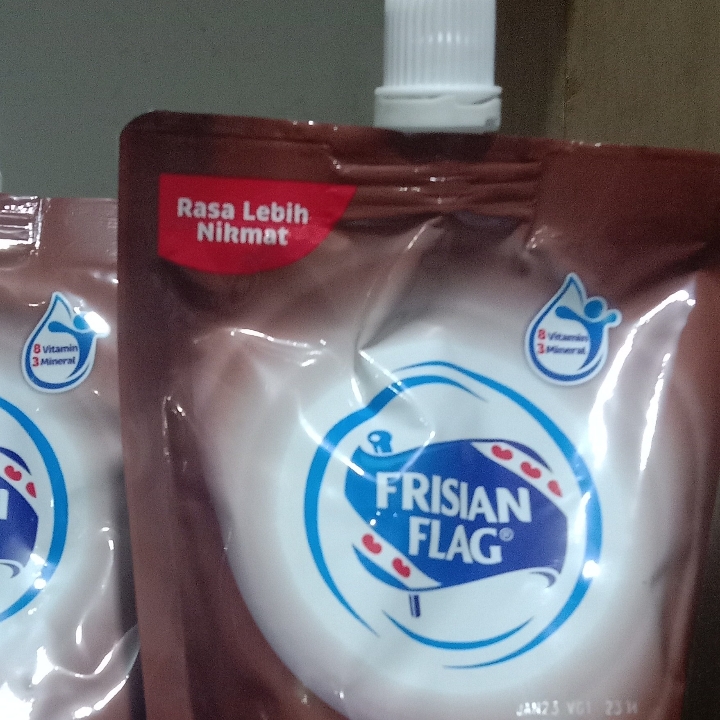 Rasa Lebih
Nikmat
8 Vitamin
3 Mineral
8 Vitamin
3 Mineral
FRISIAN
FLAG®